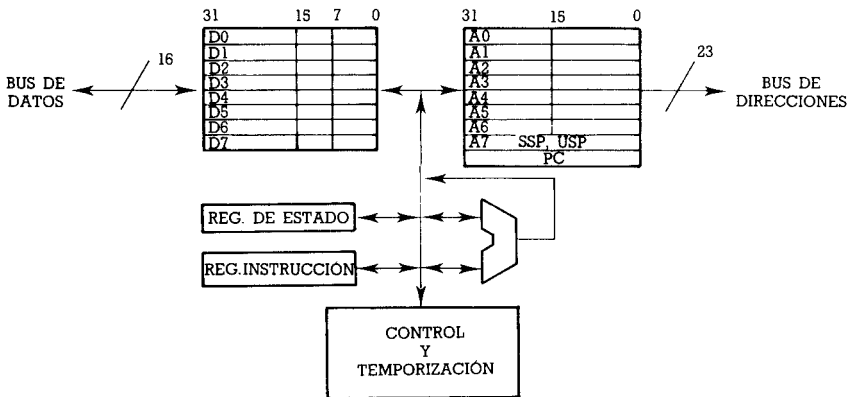 31 15 7 0
31 15 0
BUS DE
DATOS
16
D0
D1
D2
D3
D4
D5
D6
D7
A0
A1
A2
A3
A4
A5
A6
A7 SSP, USP
PC
23
BUS DE
DIRECCIONES
REG. DE ESTADO
REG.INSTRUCCIÓN
CONTROL
Y
TEMPORIZACIÓN